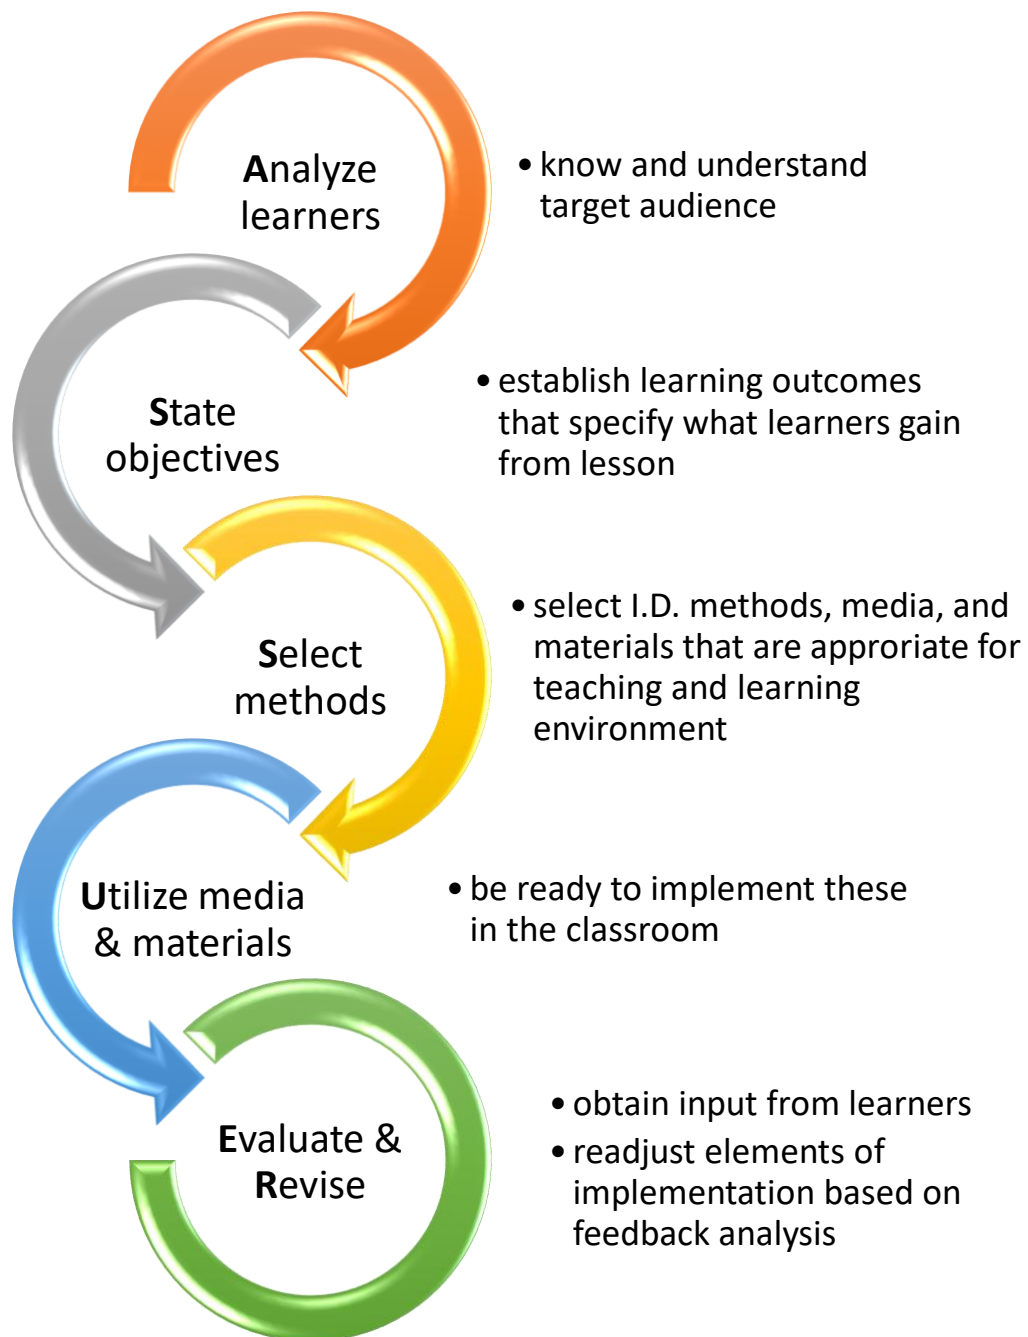 Analyze
learners
• know and understand
target audience
State
objectives
• establish learning outcomes
that specify what learners gain
from lesson
Select
methods
• select I.D. methods, media, and
materials that are approriate for
teaching and learning
environment
Utilize media
& materials
• be ready to implement these
in the classroom
Evaluate &
Revise
• obtain input from learners
• readjust elements of
implementation based on
feedback analysis